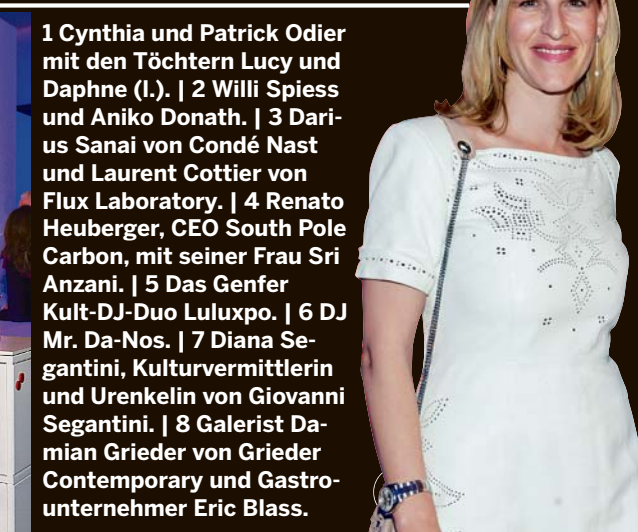 1 Cynthia und Patrick Odier
mit den Töchtern Lucy und
Daphne (l.). | 2 Willi Spiess
und Aniko Donath. | 3 Dari-
us Sanai von Condé Nast
und Laurent Cottier von
Flux Laboratory. | 4 Renato
Heuberger, CEO South Pole
Carbon, mit seiner Frau Sri
Anzani. | 5 Das Genfer
Kult-DJ-Duo Luluxpo. | 6 DJ
Mr. Da-Nos. | 7 Diana Se-
gantini, Kulturvermittlerin
und Urenkelin von Giovanni
Segantini. | 8 Galerist Da-
mian Grieder von Grieder
Contemporary und Gastro-
unternehmer Eric Blass.